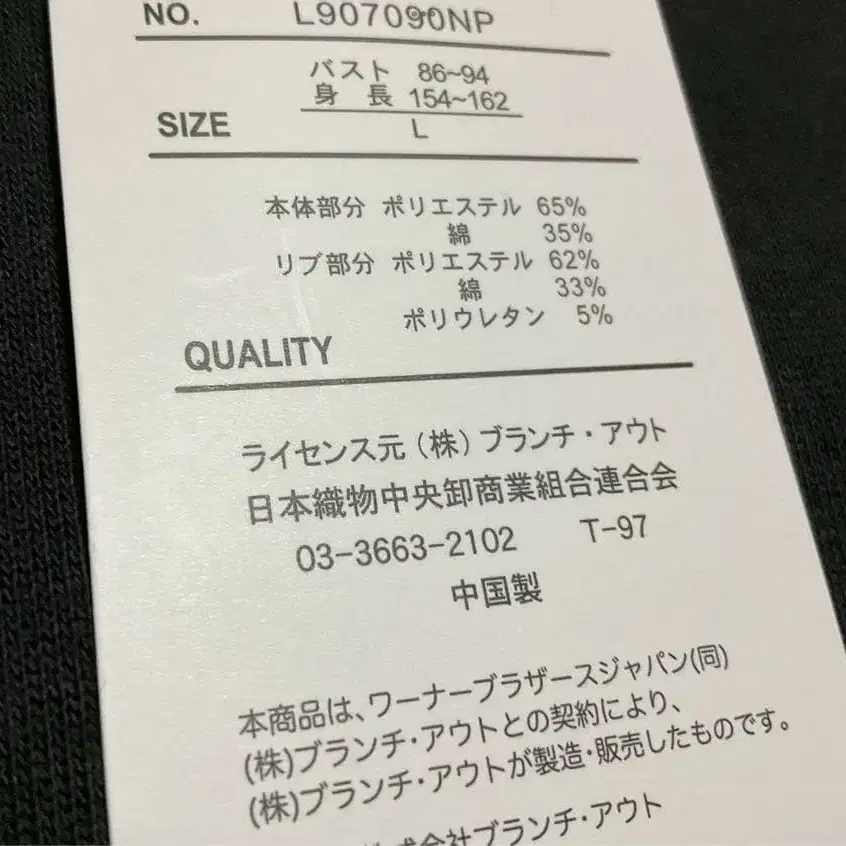 NO. L907090NP
バスト 86~94
身 長 154~162
SIZE L
本体部分 ポリエステル 65%
綿 35%
リブ部分 ポリエステル 62%
綿 33%
ポリウレタン 5%
QUALITY
ライセンス元(株)ブランチ・アウト
日本織物中央卸商業組合連合会
03-3663-2102 T-97
中国製
本商品は、ワーナーブラザースジャパン(同)
(株)ブランチ・アウトとの契約により、
(株)ブランチ・アウトが製造・販売したものです。
株式会社ブランチ・アウト